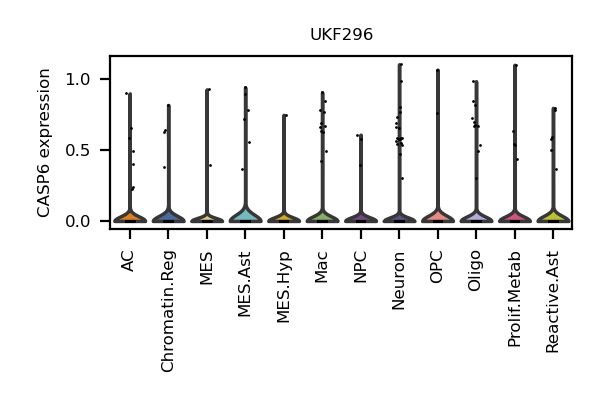 UKF296
CASP6 expression
1.0
0.5
0.0
AC
Chromatin.Reg
MES
MES.Ast
MES.Hyp
Mac
NPC
Neuron
OPC
Oligo
Prolif.Metab
Reactive.Ast